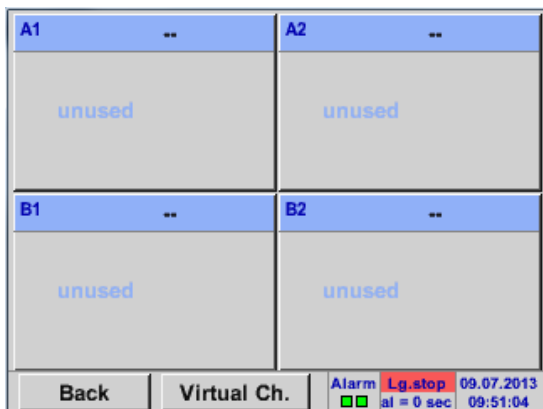 A1 --
A2 --
unused
unused
B1 --
B2 --
unused
unused
Back
Virtual Ch.
Alarm
Lg.stop
al = 0 sec
09.07.2013
09:51:04